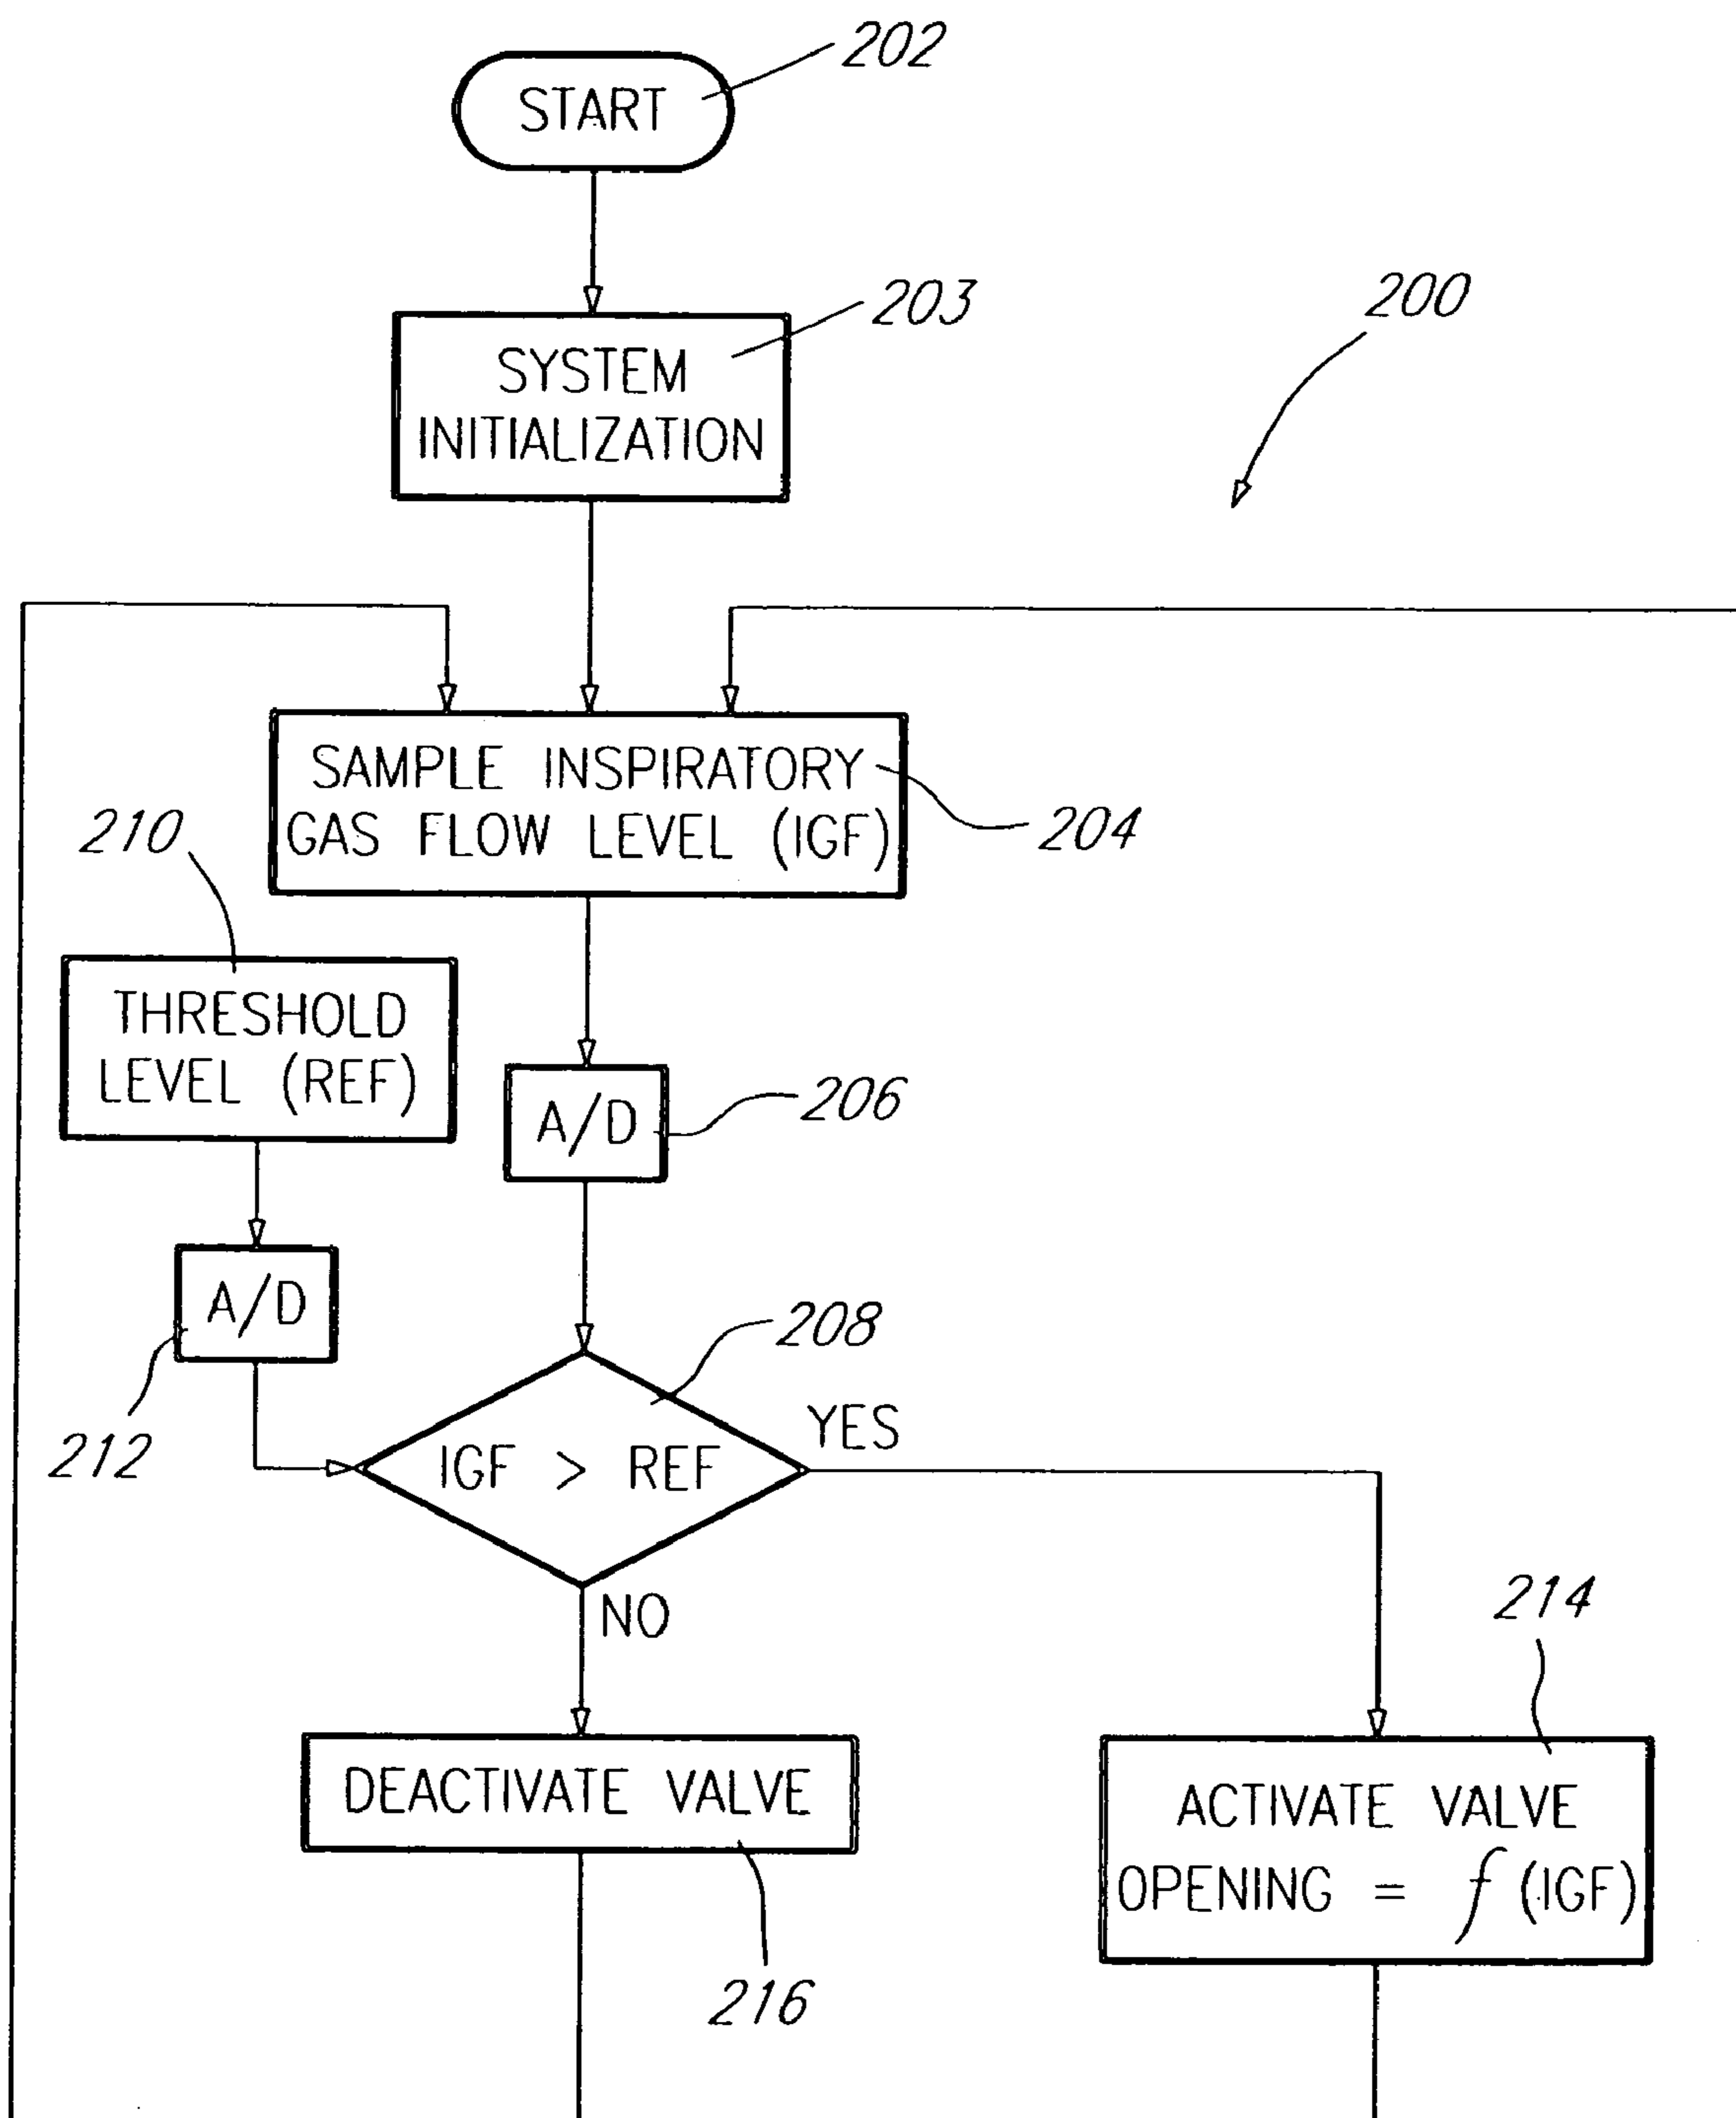 202
START
203
SYSTEM
INITIALIZATION
200
SAMPLE INSPIRATORY
GAS FLOW LEVEL (IGF)
204
210
THRESHOLD
LEVEL (REF)
A/D
206
A/D
212
208
IGF > REF
YES
NO
214
DEACTIVATE VALVE
216
ACTIVATE VALVE
OPENING = f (IGF)